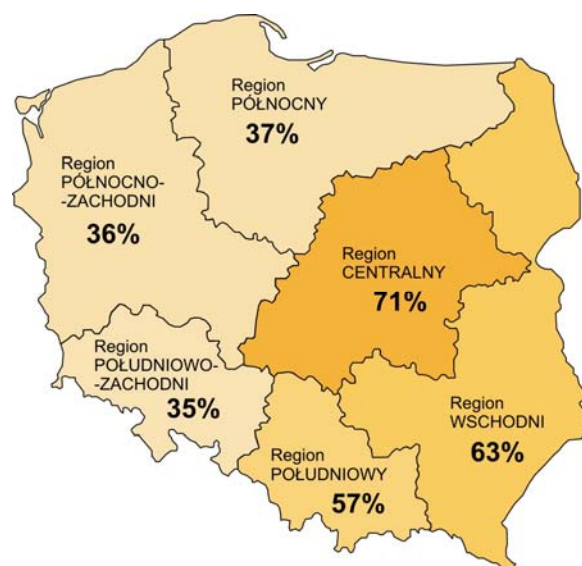 Region
PÓŁNOCNY
37%
Region
PÓŁNOCNO-
-ZACHODNI
36%
Region
CENTRALNY
71%
Region
POŁUDNIOWO-
-ZACHODNI
35%
Region
WSCHODNI
63%
Region
POŁUDNIOWY
57%